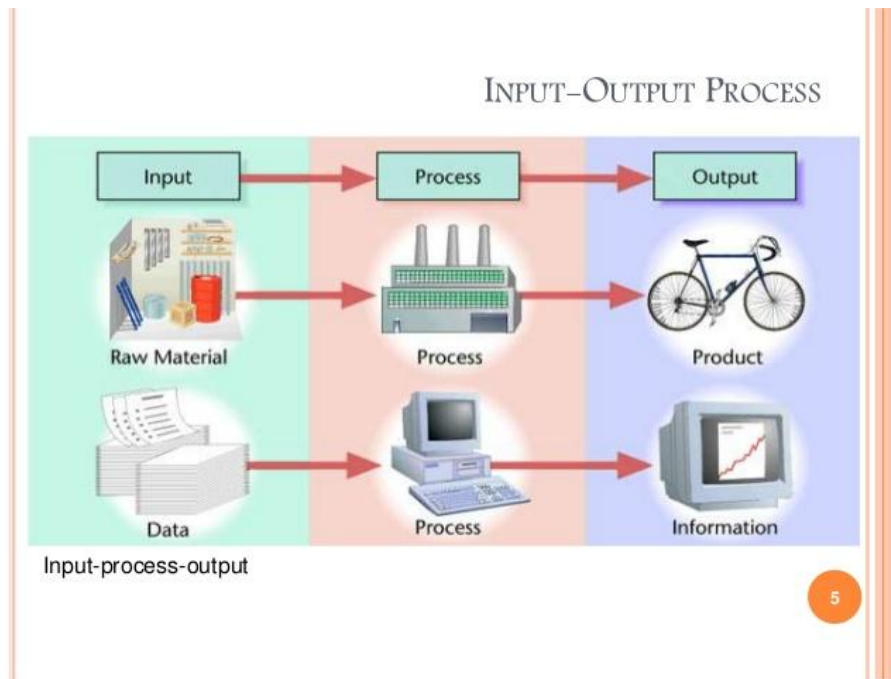 INPUT-OUTPUT PROCESS
Input Process Output
Raw Material Process Product
Data Process Information
Input-process-output
5